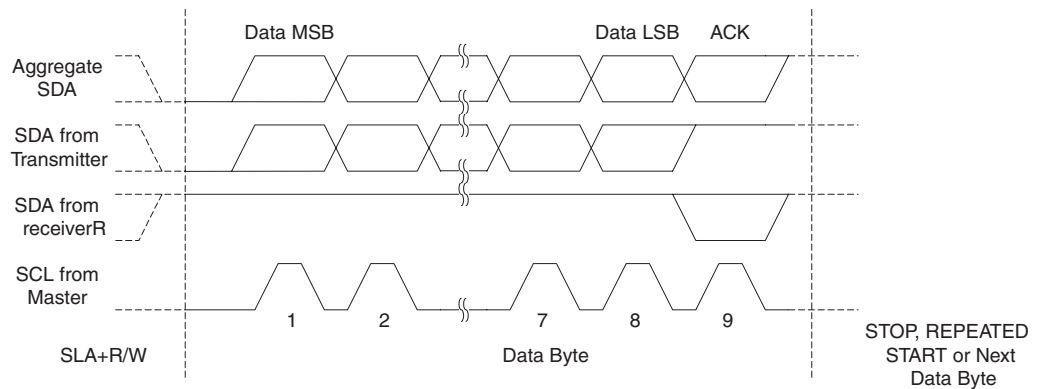 Data MSB
Data LSB
ACK
Aggregate
SDA
SDA from
Transmitter
SDA from
receiverR
SCL from
Master
1
2
7
8
9
SLA+R/W
Data Byte
STOP, REPEATED
START or Next
Data Byte